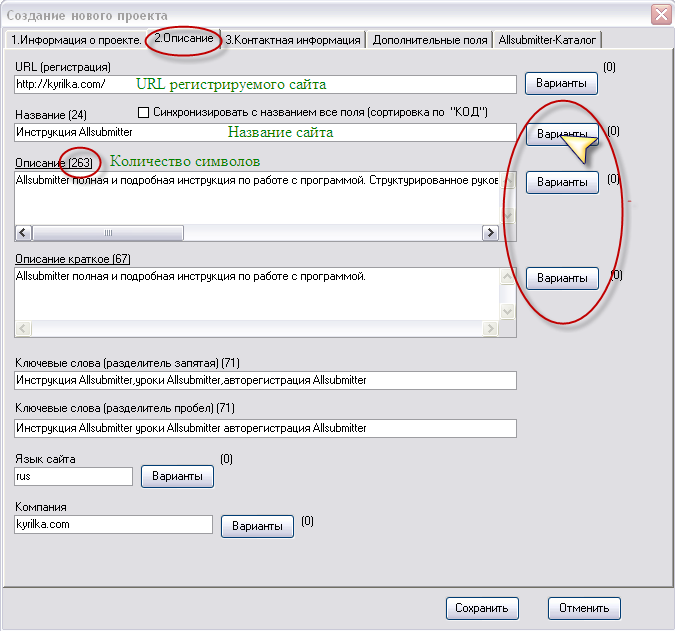 Создание нового проекта
1.Информация о проекте. 2.Описание 3.Контактная информация Дополнительные поля Allsubmitter-Каталог
URL (регистрация) (0)
http://kyrilka.com/ URL регистрируемого сайта Варианты
Название (24) Синхронизировать с названием все поля (сортировка по "КОД")
Инструкция Allsubmitter Название сайта Варианты (0)
Описание (263) Количество символов
Allsubmitter полная и подробная инструкция по работе с программой. Структурированное руков Варианты (0)
Описание краткое (67)
Allsubmitter полная и подробная инструкция по работе с программой. Варианты (0)
Ключевые слова (разделитель запятая) (71)
Инструкция Allsubmitter,уроки Allsubmitter,авторегистрация Allsubmitter
Ключевые слова (разделитель пробел) (71)
Инструкция Allsubmitter уроки Allsubmitter авторегистрация Allsubmitter
Язык сайта (0)
rus Варианты
Компания
kyrilka.com Варианты (0)
Сохранить Отменить